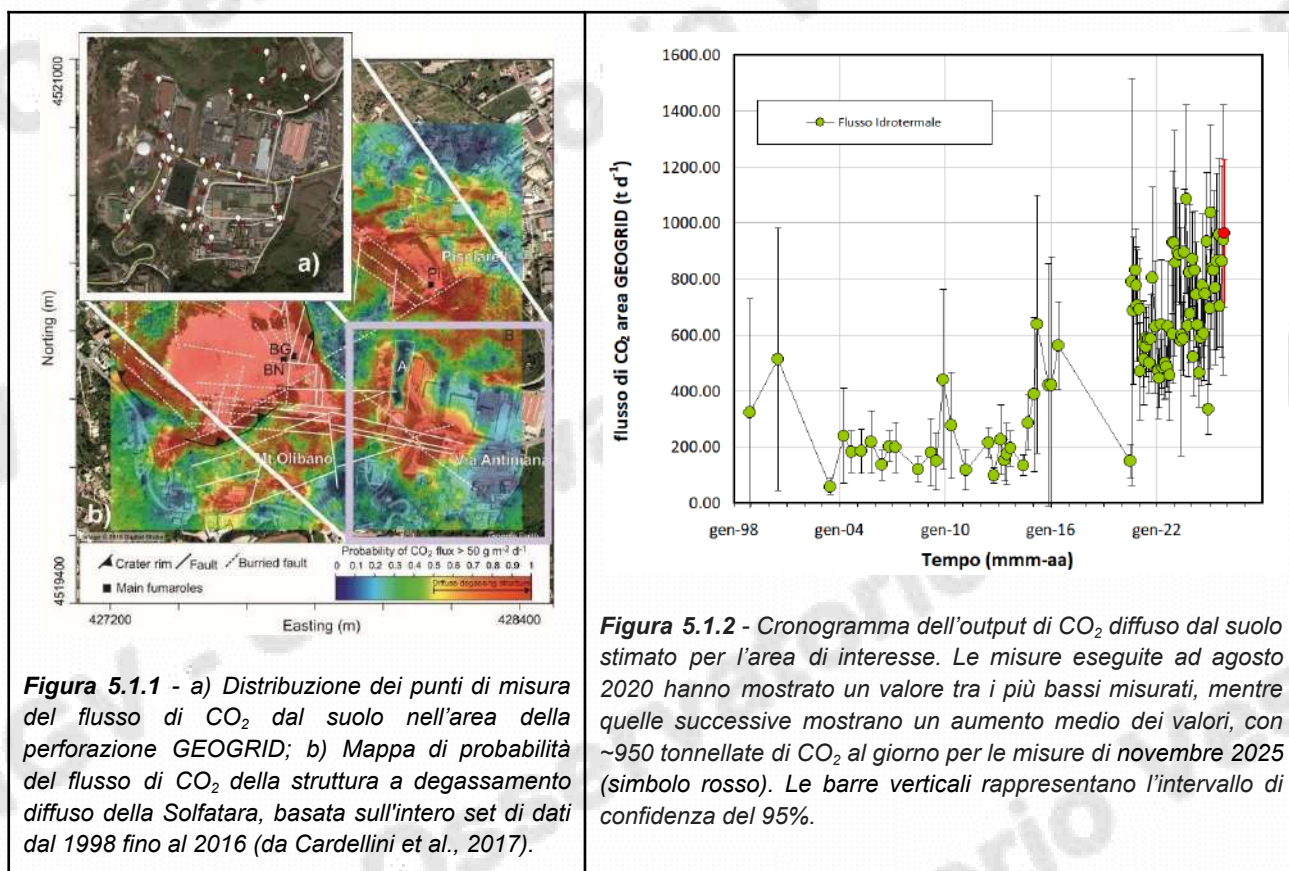 4521000
Norting (m)
4519400
a)
Pisciarelli
PI
BG
BN
B
A
Mt Olibano
Via Antiniana
A
b)
Crater rim / Fault Burried fault
Main fumaroles
Probability of CO₂ flux > 50 g m⁻² d⁻¹
0 0.1 0.2 0.3 0.4 0.5 0.6 0.7 0.8 0.9 1
Diffuse degassing structure
427200
428400
Easting (m)
Figura 5.1.1 - a) Distribuzione dei punti di misura
del flusso di CO₂ dal suolo nell'area della
perforazione GEOGRID; b) Mappa di probabilità
del flusso di CO₂ della struttura a degassamento
diffuso della Solfatara, basata sull'intero set di dati
dal 1998 fino al 2016 (da Cardellini et al., 2017).
flusso di CO₂ area GEOGRID (t d⁻¹)
1600.00
1400.00
1200.00
1000.00
800.00
600.00
400.00
200.00
0.00
Flusso Idrotermale
gen-98 gen-04 gen-10 gen-16 gen-22
Tempo (mmm-aa)
Figura 5.1.2 - Cronogramma dell'output di CO₂ diffuso dal suolo
stimato per l'area di interesse. Le misure eseguite ad agosto
2020 hanno mostrato un valore tra i più bassi misurati, mentre
quelle successive mostrano un aumento medio dei valori, con
~950 tonnellate di CO₂ al giorno per le misure di novembre 2025
(simbolo rosso). Le barre verticali rappresentano l'intervallo di
confidenza del 95%.